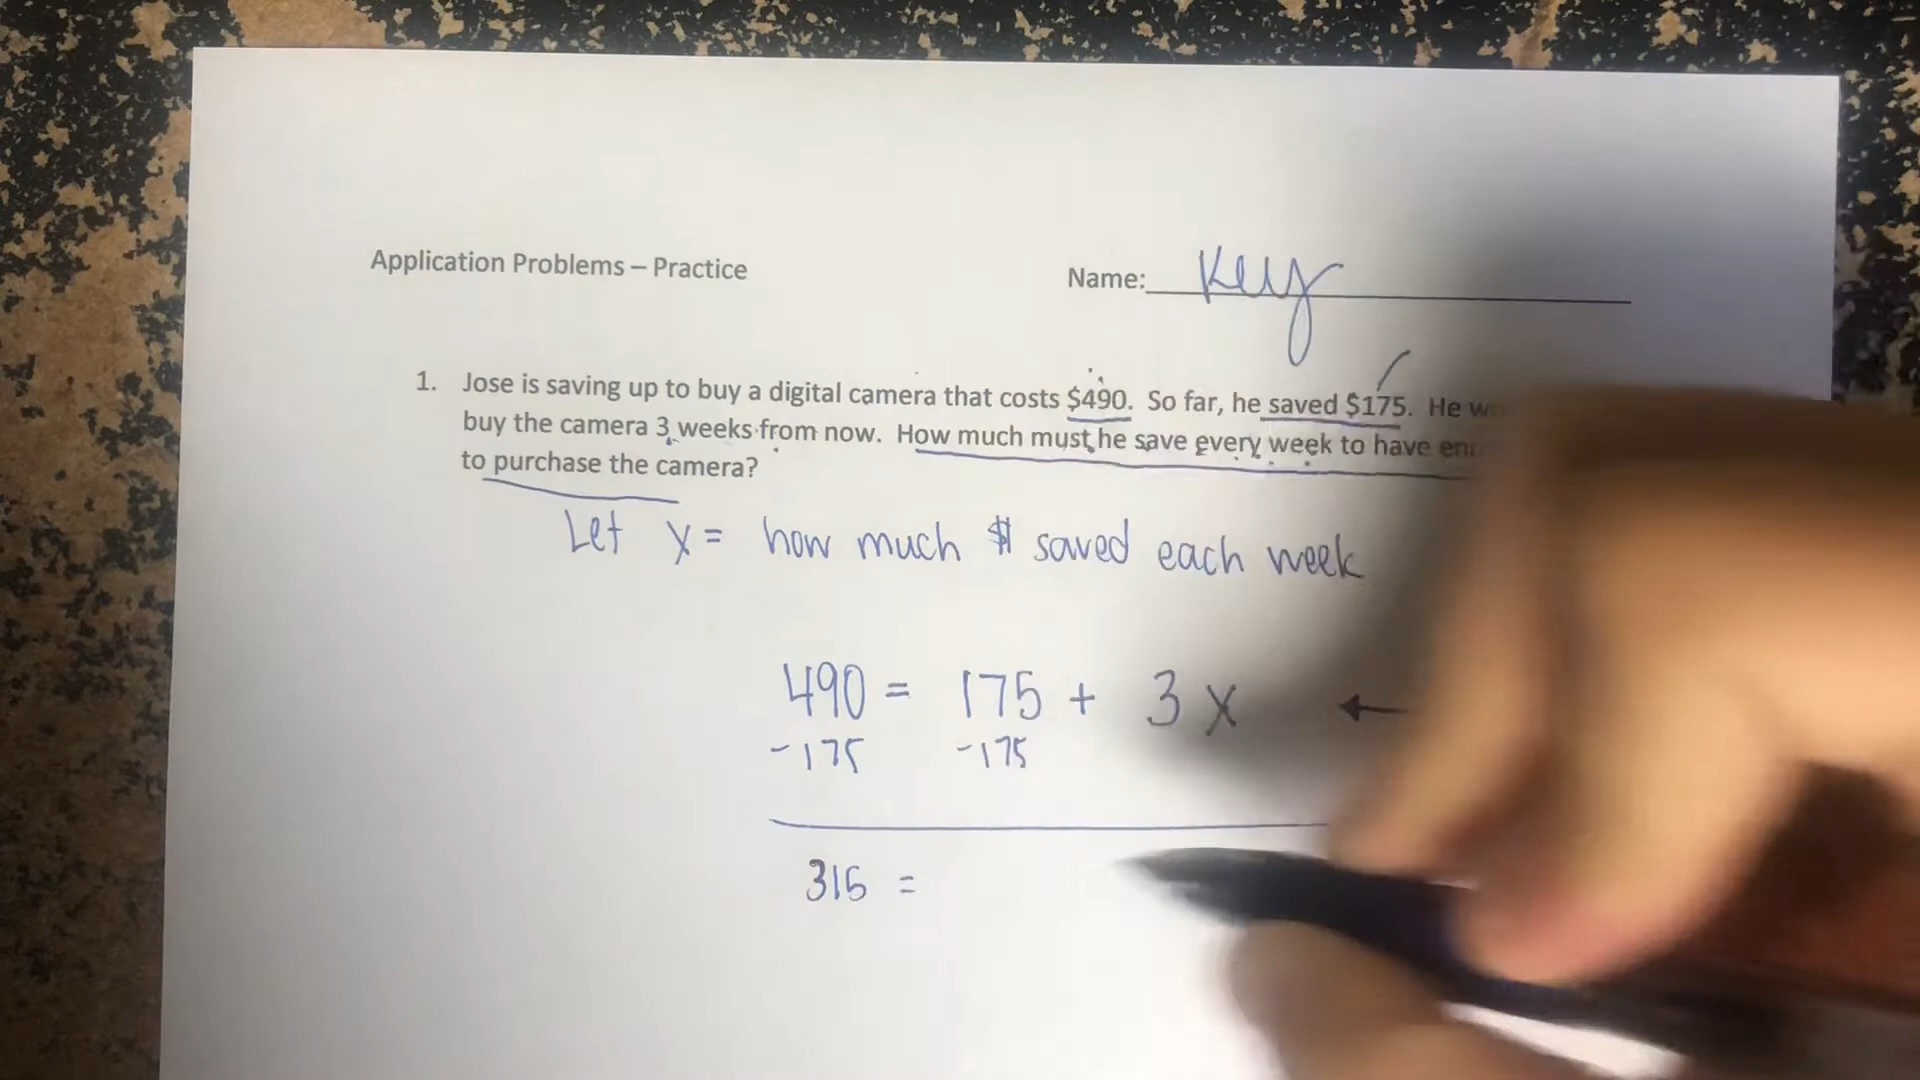 Application Problems – Practice
Name: Key
1. Jose is saving up to buy a digital camera that costs $490. So far, he saved $175. He
buy the camera 3 weeks from now. How much must he save every week to have
to purchase the camera?
Let x = how much $ saved each week
490 = 175 + 3x ←
-175 -175
315 =